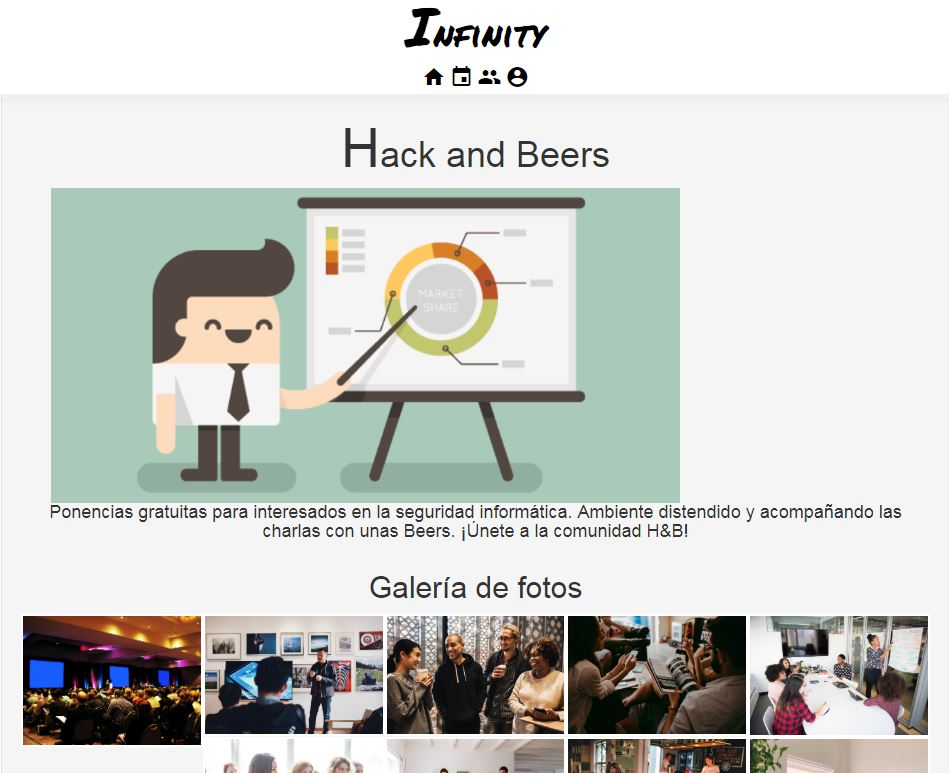 Infinity
Hack and Beers
MARKET
SHARE
Ponencias gratuitas para interesados en la seguridad informática. Ambiente distendido y acompañando las
charlas con unas Beers. ¡Únete a la comunidad H&B!
Galería de fotos